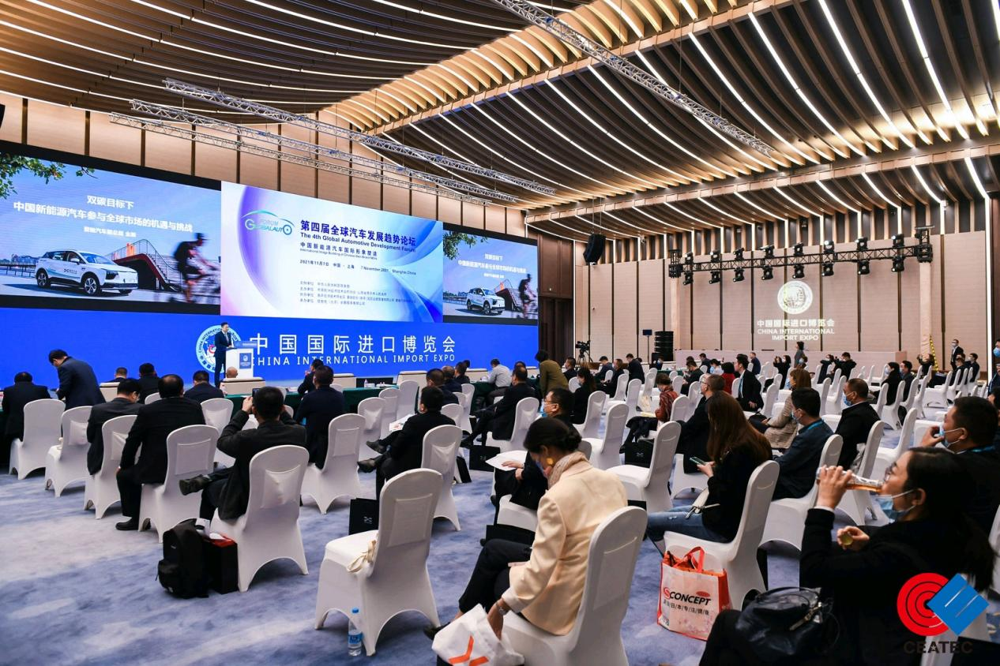 双碳目标下
中国新能源汽车参与全球市场的机遇与挑战
FORUM
GLOBALAUTO
第四届全球汽车发展趋势论坛
The 4th Global Automotive Development Forum
中国新能源汽车国际形象塑造
2021年11月7日 中国·上海 7 November 2021, Shanghai, China
双碳目标下
中国新能源汽车参与全球市场的机遇与挑战
中国国际进口博览会
CHINA INTERNATIONAL IMPORT EXPO
中国国际进口博览会
CHINA INTERNATIONAL
IMPORT EXPO
SCONCEPT
CEATEC